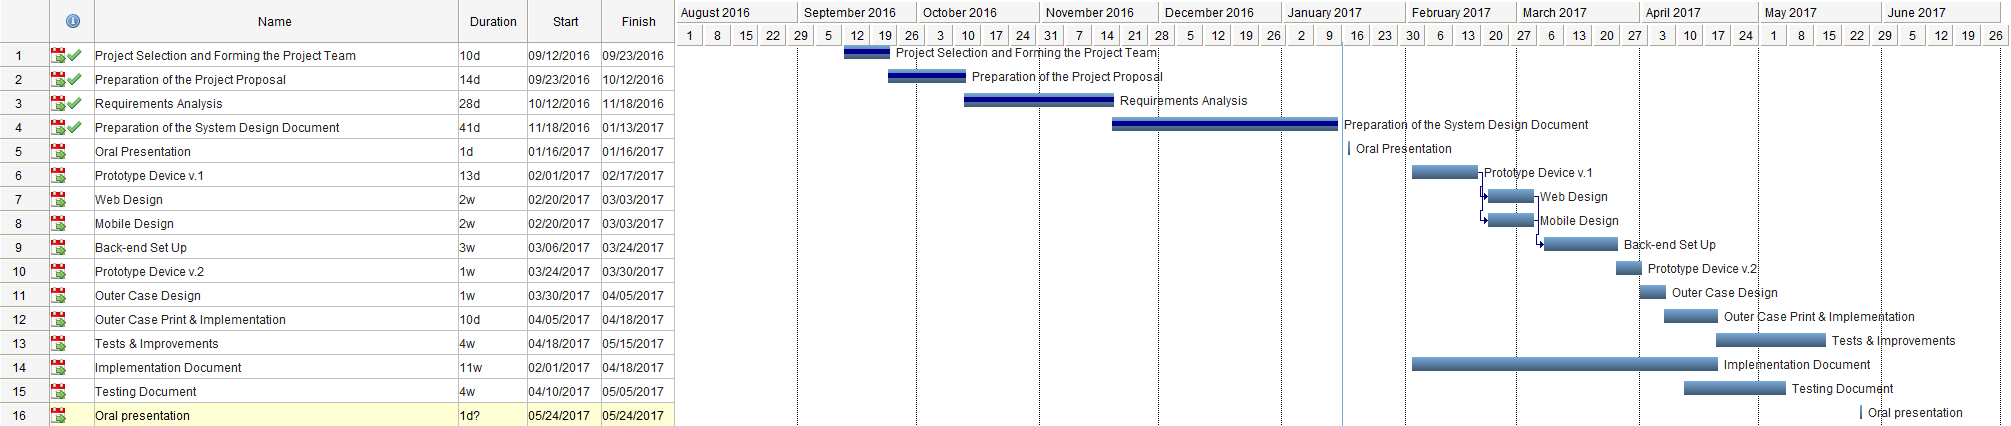 Name Duration Start Finish
August 2016 September 2016 October 2016 November 2016 December 2016 January 2017 February 2017 March 2017 April 2017 May 2017 June 2017
1 8 15 22 29 5 12 19 26 3 10 17 24 31 7 14 21 28 5 12 19 26 2 9 16 23 30 6 13 20 27 6 13 20 27 3 10 17 24 1 8 15 22 29 5 12 19 26
1 Project Selection and Forming the Project Team 10d 09/12/2016 09/23/2016 Project Selection and Forming the Project Team
2 Preparation of the Project Proposal 14d 09/23/2016 10/12/2016 Preparation of the Project Proposal
3 Requirements Analysis 28d 10/12/2016 11/18/2016 Requirements Analysis
4 Preparation of the System Design Document 41d 11/18/2016 01/13/2017 Preparation of the System Design Document
5 Oral Presentation 1d 01/16/2017 01/16/2017 Oral Presentation
6 Prototype Device v.1 13d 02/01/2017 02/17/2017 Prototype Device v.1
7 Web Design 2w 02/20/2017 03/03/2017 Web Design
8 Mobile Design 2w 02/20/2017 03/03/2017 Mobile Design
9 Back-end Set Up 3w 03/06/2017 03/24/2017 Back-end Set Up
10 Prototype Device v.2 1w 03/24/2017 03/30/2017 Prototype Device v.2
11 Outer Case Design 1w 03/30/2017 04/05/2017 Outer Case Design
12 Outer Case Print & Implementation 10d 04/05/2017 04/18/2017 Outer Case Print & Implementation
13 Tests & Improvements 4w 04/18/2017 05/15/2017 Tests & Improvements
14 Implementation Document 11w 02/01/2017 04/18/2017 Implementation Document
15 Testing Document 4w 04/10/2017 05/05/2017 Testing Document
16 Oral presentation 1d? 05/24/2017 05/24/2017 Oral presentation